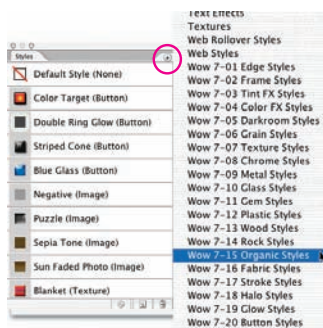 Styles
Default Style (None)
Color Target (Button)
Double Ring Glow (Button)
Striped Cone (Button)
Blue Glass (Button)
Negative (Image)
Puzzle (Image)
Sepia Tone (Image)
Sun Faded Photo (Image)
Blanket (Texture)
Text Effects
Textures
Web Rollover Styles
Web Styles
Wow 7-01 Edge Styles
Wow 7-02 Frame Styles
Wow 7-03 Tint FX Styles
Wow 7-04 Color FX Styles
Wow 7-05 Darkroom Styles
Wow 7-06 Grain Styles
Wow 7-07 Texture Styles
Wow 7-08 Chrome Styles
Wow 7-09 Metal Styles
Wow 7-10 Glass Styles
Wow 7-11 Gem Styles
Wow 7-12 Plastic Styles
Wow 7-13 Wood Styles
Wow 7-14 Rock Styles
Wow 7-15 Organic Styles
Wow 7-16 Fabric Styles
Wow 7-17 Stroke Styles
Wow 7-18 Halo Styles
Wow 7-19 Glow Styles
Wow 7-20 Button Styles